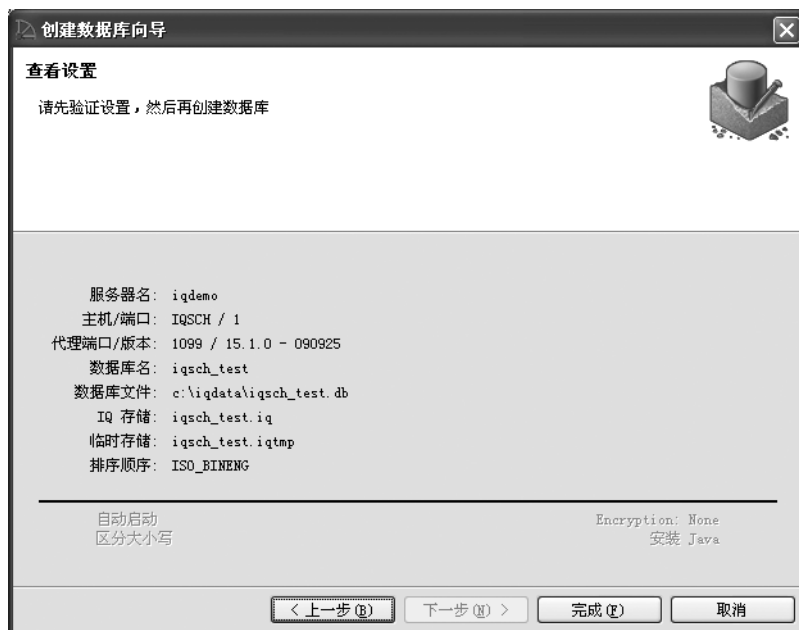 创建数据库向导
查看设置
请先验证设置，然后再创建数据库
服务器名： iqdemo
主机/端口： IQSCH / 1
代理端口/版本： 1099 / 15.1.0 - 090925
数据库名： iqsch_test
数据库文件： c:\iqdata\iqsch_test.db
IQ 存储： iqsch_test.iq
临时存储： iqsch_test.iqtmp
排序顺序： ISO_BINENG
自动启动 Encryption: None
区分大小写 安装 Java
< 上一步(B) 下一步(N) > 完成(F) 取消